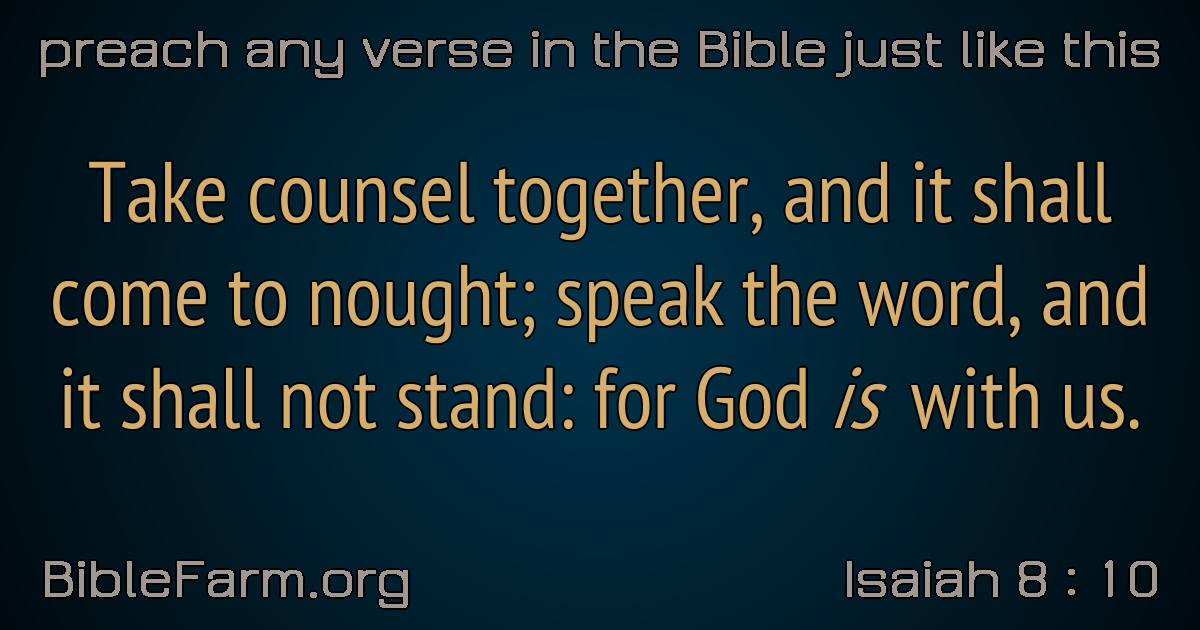 preach any verse in the Bible just like this
Take counsel together, and it shall
come to nought; speak the word, and
it shall not stand: for God is with us.
BibleFarm.org
Isaiah 8 : 10